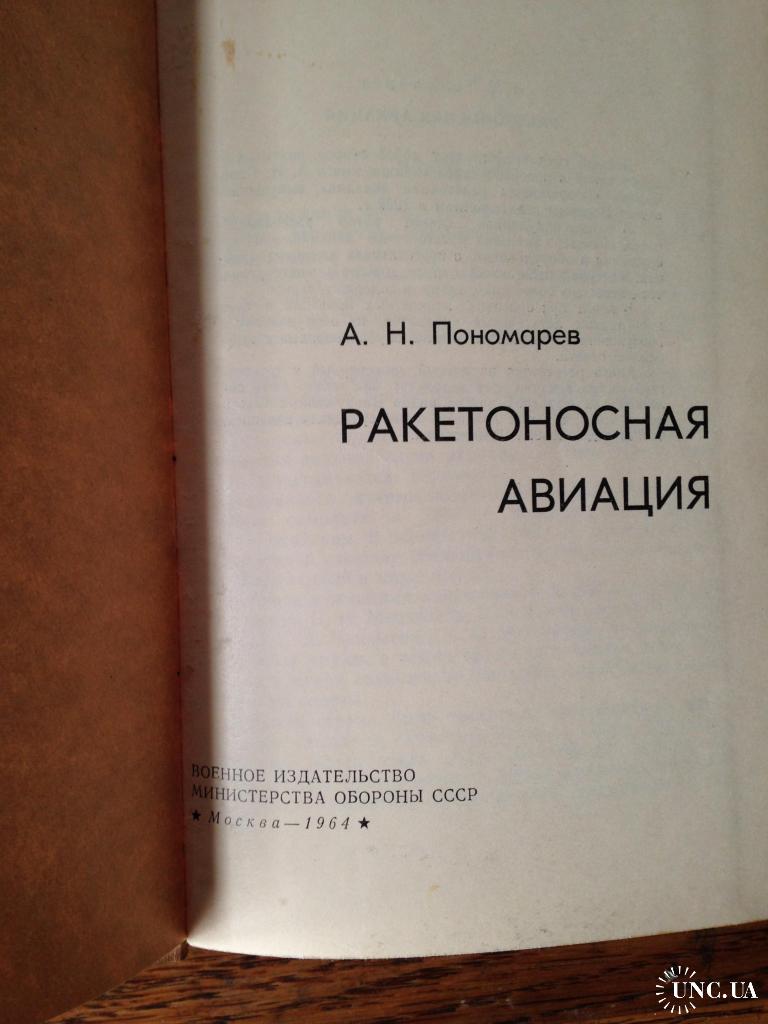 А. Н. Пономарев
РАКЕТОНОСНАЯ
АВИАЦИЯ
ВОЕННОЕ ИЗДАТЕЛЬСТВО
МИНИСТЕРСТВА ОБОРОНЫ СССР
★ Москва—1964 ★
UNC.UA